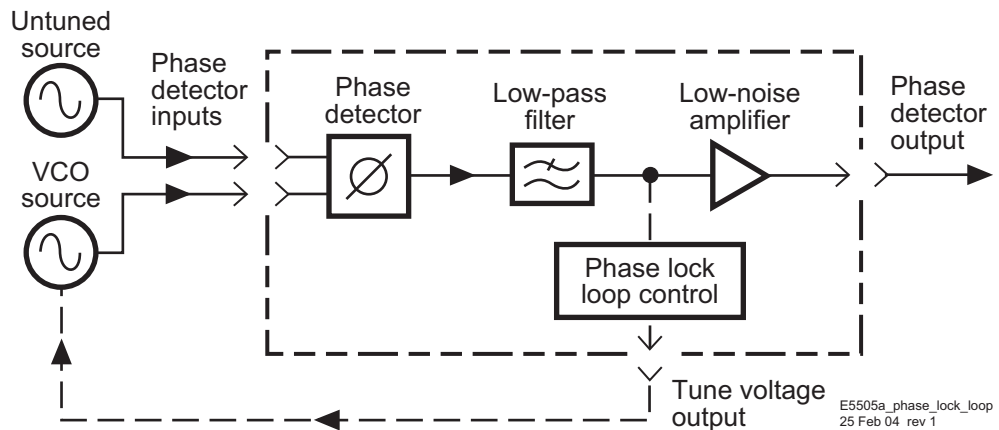 Untuned
source
Phase
detector
inputs
VCO
source
Phase
detector
Low-pass
filter
Low-noise
amplifier
Phase
detector
output
Phase lock
loop control
Tune voltage
output
E5505a_phase_lock_loop
25 Feb 04 rev 1